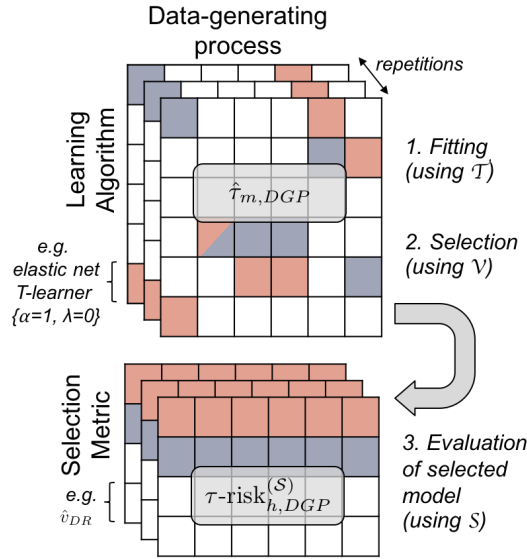 Data-generating
process
repetitions
Learning
Algorithm
1. Fitting
(using 𝒯)
τ̂m,DGP
2. Selection
(using 𝒱)
e.g.
elastic net
T-learner
{α=1, λ=0}
Selection
Metric
3. Evaluation
of selected
model
(using 𝒮)
e.g.
v̂DR
τ-risk(𝒮)h,DGP